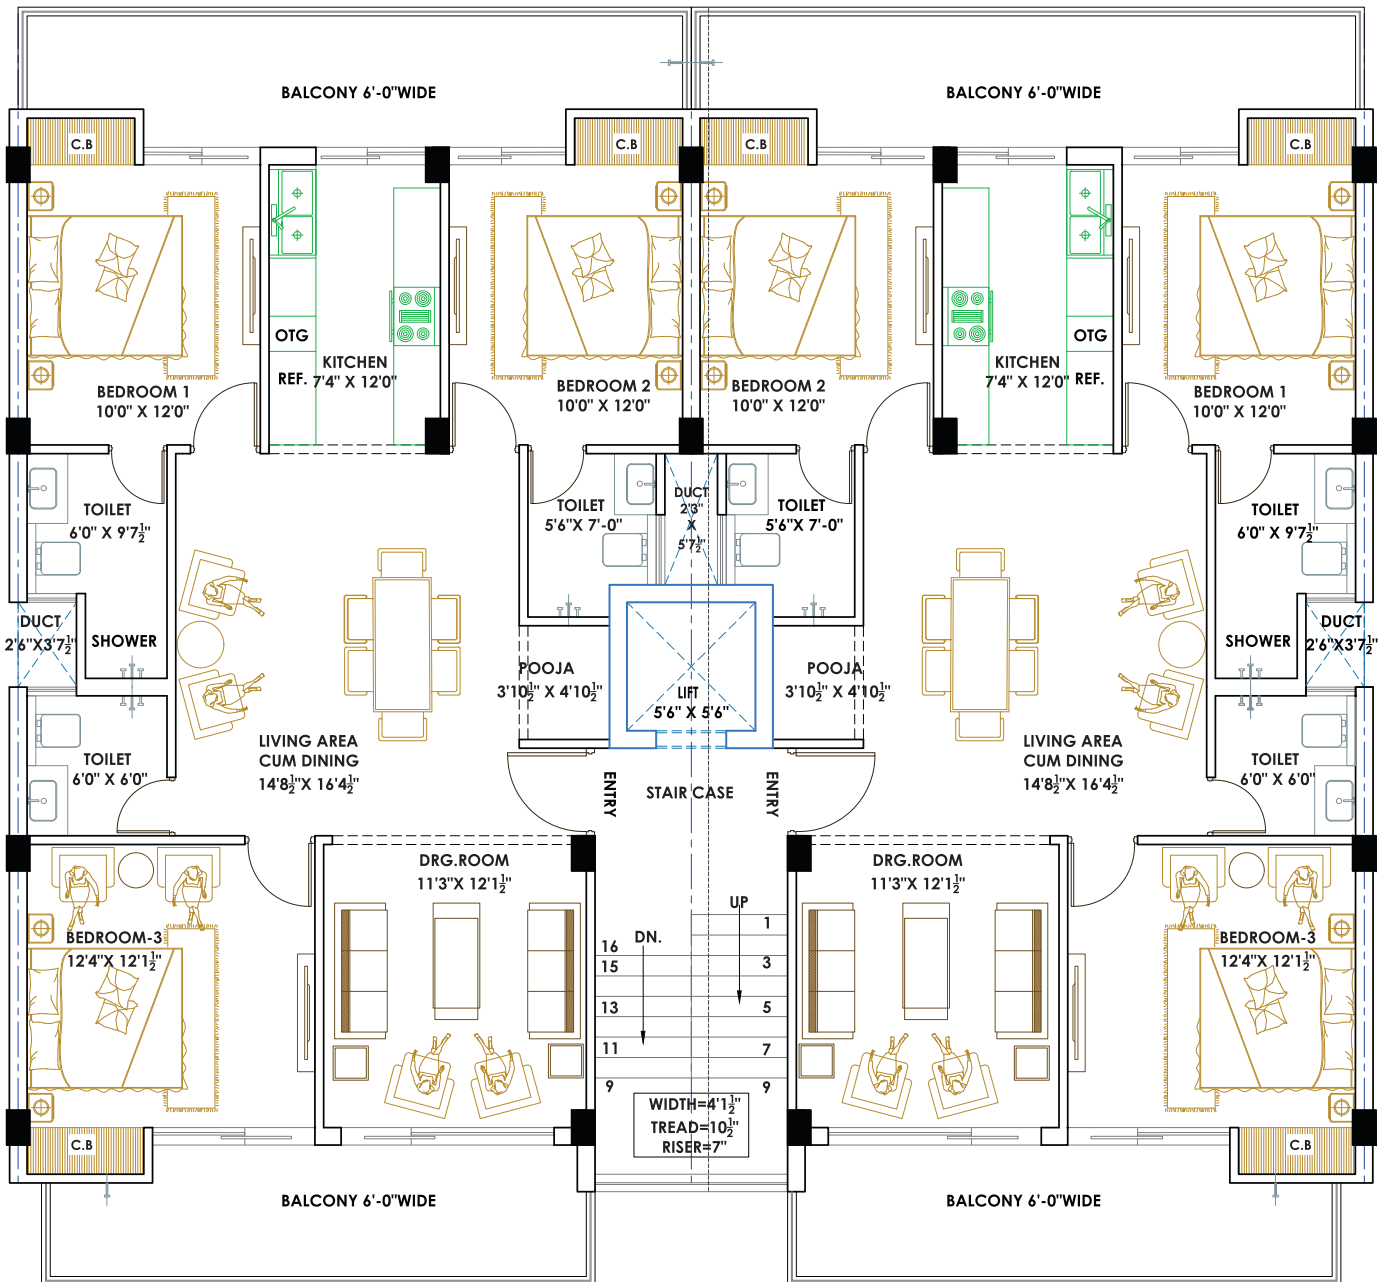 BALCONY 6'-0"WIDE
BALCONY 6'-0"WIDE
C.B
C.B
C.B
C.B
OTG
REF.
KITCHEN
7'4" X 12'0"
BEDROOM 1
10'0" X 12'0"
BEDROOM 2
10'0" X 12'0"
BEDROOM 2
10'0" X 12'0"
KITCHEN
7'4" X 12'0"
OTG
REF.
BEDROOM 1
10'0" X 12'0"
TOILET
6'0" X 9'7½"
TOILET
5'6"X 7'-0"
DUCT
2'3"
X
5'7½"
TOILET
5'6"X 7'-0"
TOILET
6'0" X 9'7½"
DUCT
2'6"X3'7½"
SHOWER
POOJA
3'10½" X 4'10½"
LIFT
5'6" X 5'6"
POOJA
3'10½" X 4'10½"
SHOWER
DUCT
2'6"X3'7½"
TOILET
6'0" X 6'0"
LIVING AREA
CUM DINING
14'8½"X 16'4½"
ENTRY
STAIR CASE
ENTRY
LIVING AREA
CUM DINING
14'8½"X 16'4½"
TOILET
6'0" X 6'0"
DRG.ROOM
11'3"X 12'1½"
DRG.ROOM
11'3"X 12'1½"
BEDROOM-3
12'4"X 12'1½"
DN.
UP
16
15
13
11
9
1
3
5
7
9
BEDROOM-3
12'4"X 12'1½"
WIDTH=4'1½"
TREAD=10½"
RISER=7"
C.B
C.B
BALCONY 6'-0"WIDE
BALCONY 6'-0"WIDE